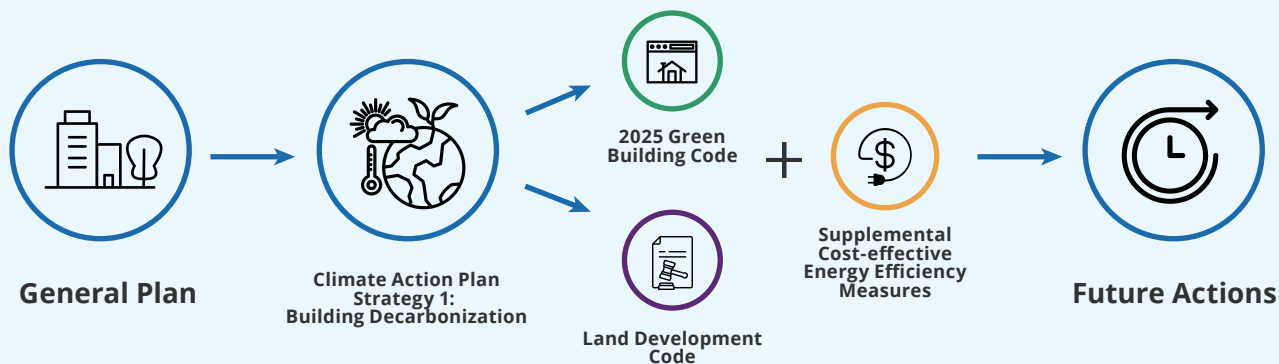 General Plan
Climate Action Plan
Strategy 1:
Building Decarbonization
2025 Green
Building Code
Land Development
Code
+
$
Supplemental
Cost-effective
Energy Efficiency
Measures
Future Actions